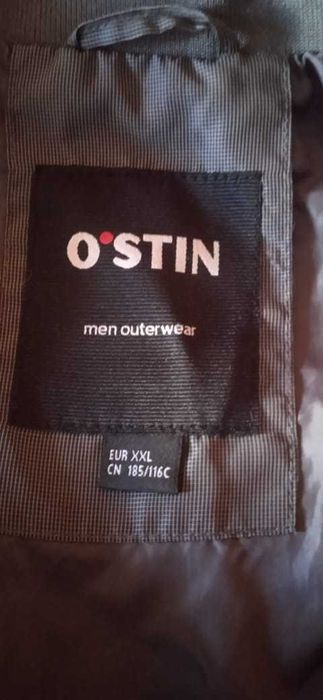 O'STIN
men outerwear
EUR XXL
CN 185/116C